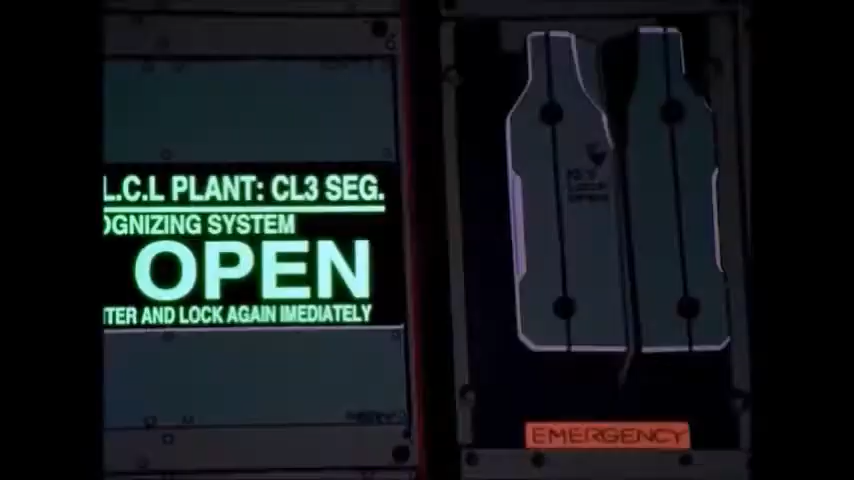 .L.C.L PLANT: CL3 SEG.
OGNIZING SYSTEM
OPEN
TER AND LOCK AGAIN IMEDIATELY
EMERGENCY